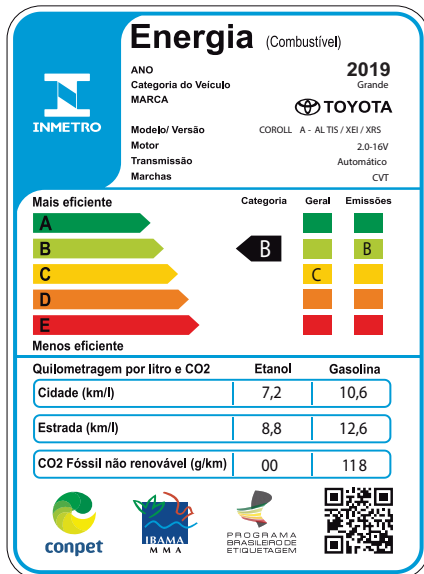 Energia (Combustível)
ANO 2019
Categoria do Veículo Grande
MARCA TOYOTA
INMETRO
Modelo/ Versão COROLL A - AL TIS / XEI / XRS
Motor 2.0-16V
Transmissão Automático
Marchas CVT
Mais eficiente Categoria Geral Emissões
A
B B B
C C
D
E
Menos eficiente
Quilometragem por litro e CO2 Etanol Gasolina
Cidade (km/l) 7,2 10,6
Estrada (km/l) 8,8 12,6
CO2 Fóssil não renovável (g/km) 00 118
conpet
IBAMA
M M A
PROGRAMA
BRASILEIRO DE
ETIQUETAGEM